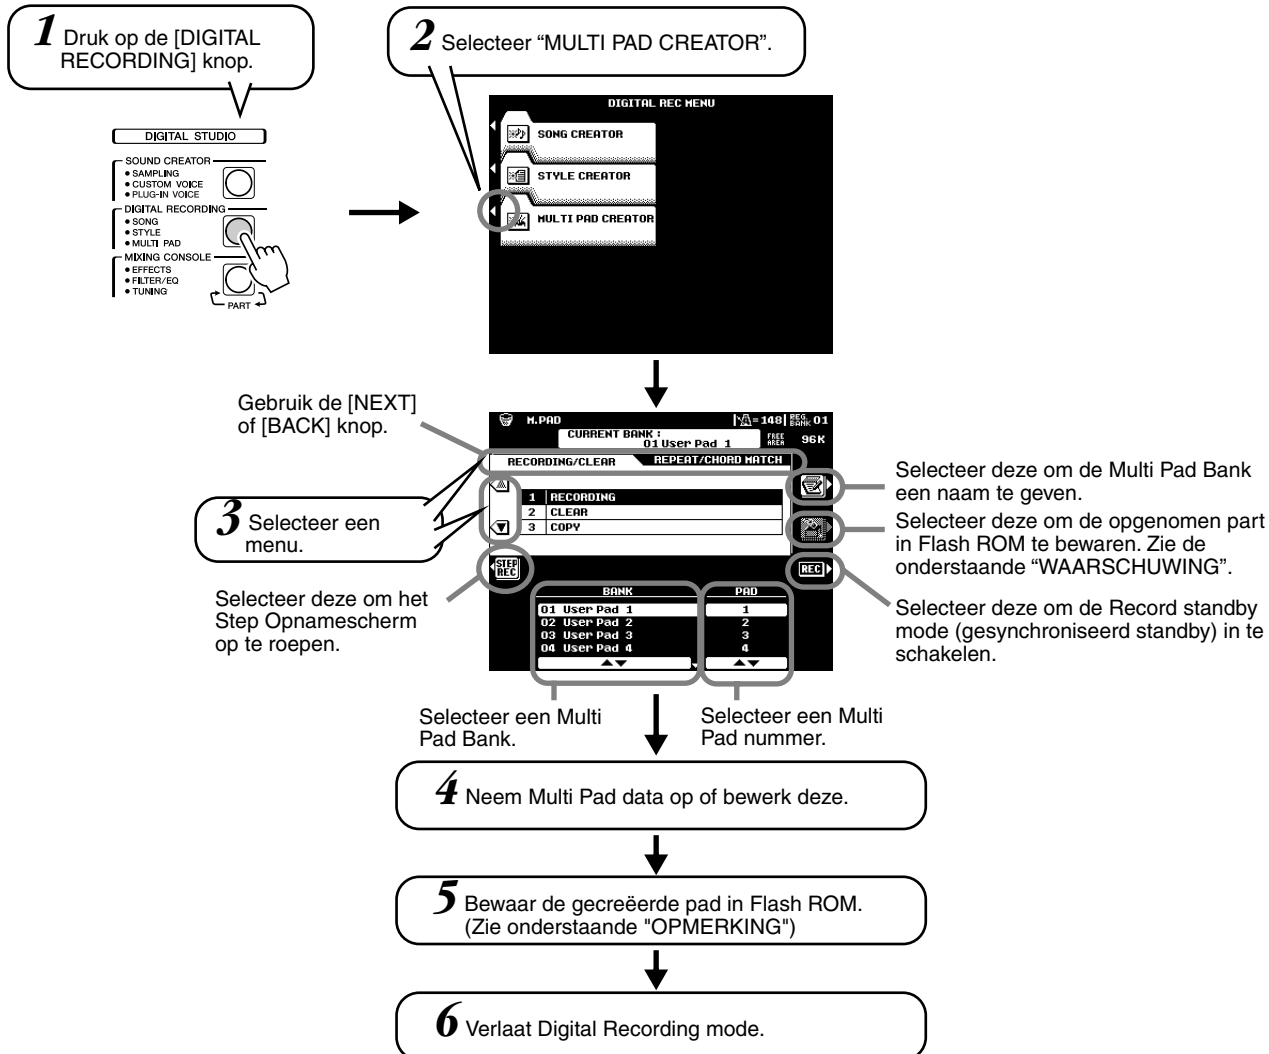 1 Druk op de [DIGITAL
RECORDING] knop.
2 Selecteer “MULTI PAD CREATOR”.
DIGITAL STUDIO
SOUND CREATOR
• SAMPLING
• CUSTOM VOICE
• PLUG-IN VOICE
DIGITAL RECORDING
• SONG
• STYLE
• MULTI PAD
MIXING CONSOLE
• EFFECTS
• FILTER/EQ
• TUNING
PART
DIGITAL REC MENU
SONG CREATOR
STYLE CREATOR
MULTI PAD CREATOR
Gebruik de [NEXT]
of [BACK] knop.
3 Selecteer een
menu.
Selecteer deze om het
Step Opnamescherm
op te roepen.
M.PAD
=148
REG. BANK 01
CURRENT BANK :
01 User Pad 1
FREE AREA 96K
RECORDING/CLEAR
REPEAT/CHORD MATCH
1 RECORDING
2 CLEAR
3 COPY
STEP REC
REC
BANK
PAD
01 User Pad 1
1
02 User Pad 2
2
03 User Pad 3
3
04 User Pad 4
4
Selecteer deze om de Multi Pad Bank
een naam te geven.
Selecteer deze om de opgenomen part
in Flash ROM te bewaren. Zie de
onderstaande “WAARSCHUWING”.
Selecteer deze om de Record standby
mode (gesynchroniseerd standby) in te
schakelen.
Selecteer een Multi
Pad Bank.
Selecteer een Multi
Pad nummer.
4 Neem Multi Pad data op of bewerk deze.
5 Bewaar de gecreëerde pad in Flash ROM.
(Zie onderstaande "OPMERKING")
6 Verlaat Digital Recording mode.